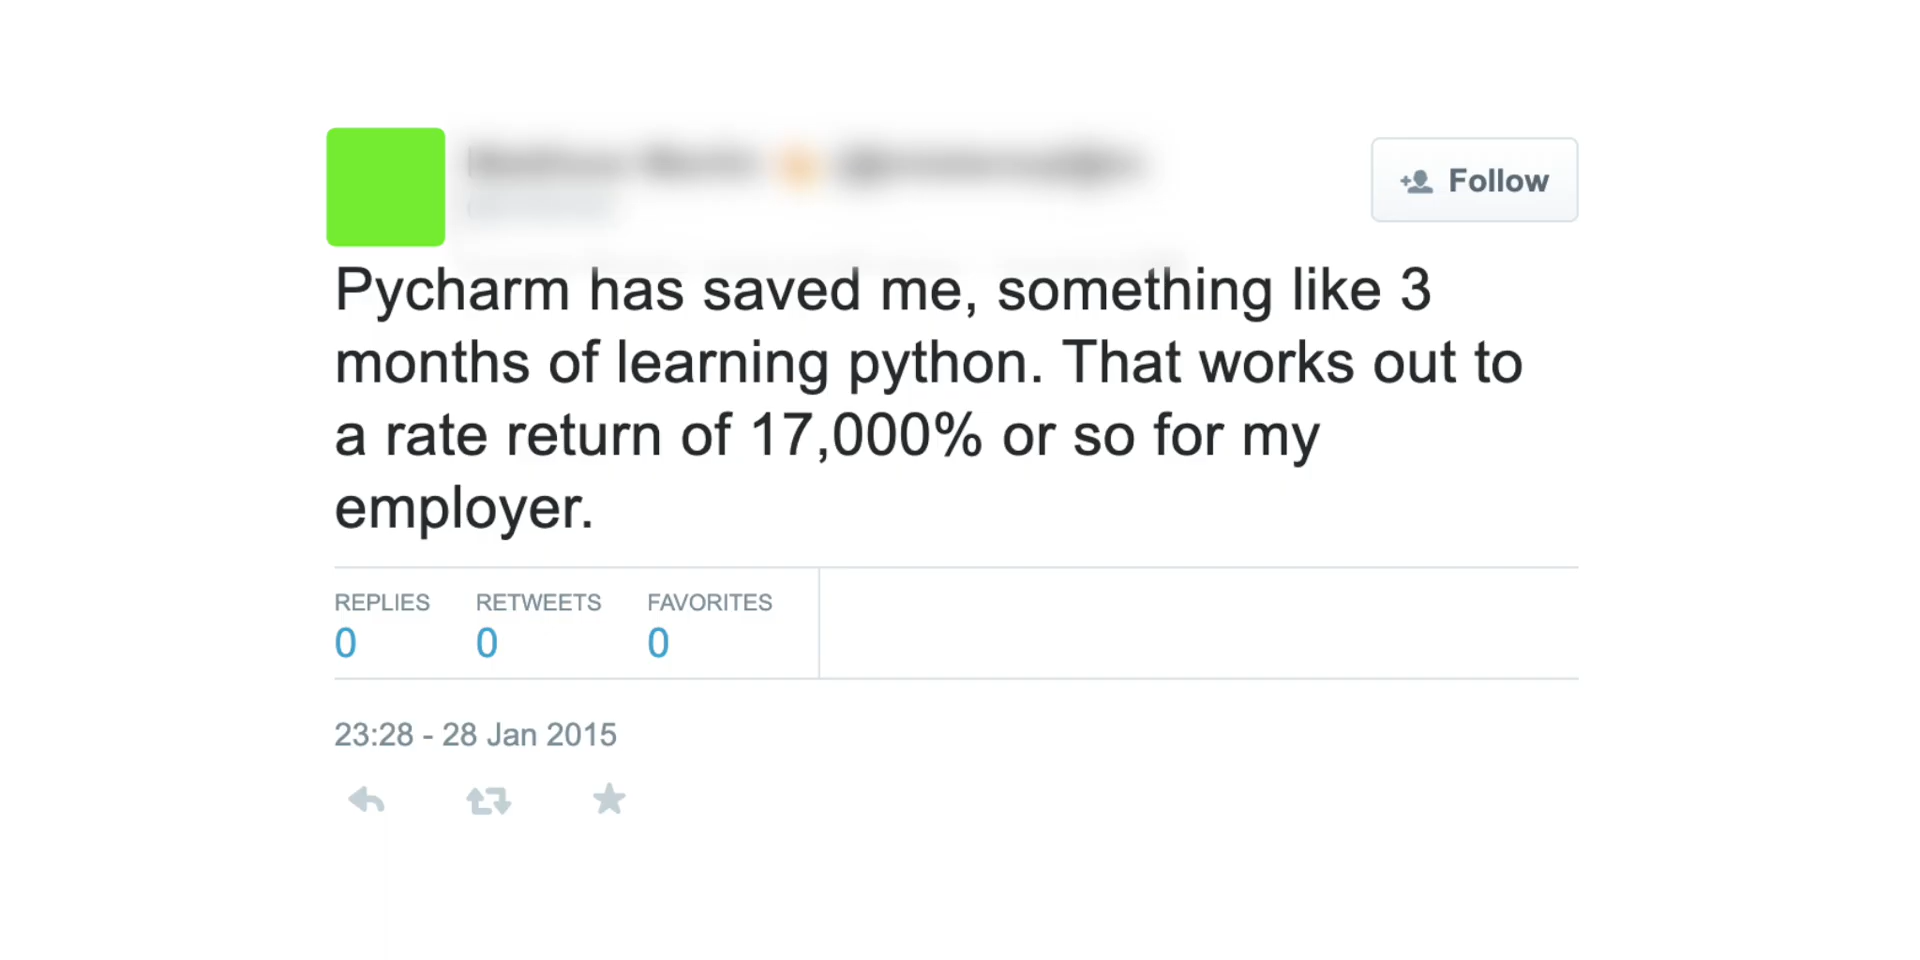 Follow
Pycharm has saved me, something like 3
months of learning python. That works out to
a rate return of 17,000% or so for my
employer.
REPLIES RETWEETS FAVORITES
0 0 0
23:28 - 28 Jan 2015